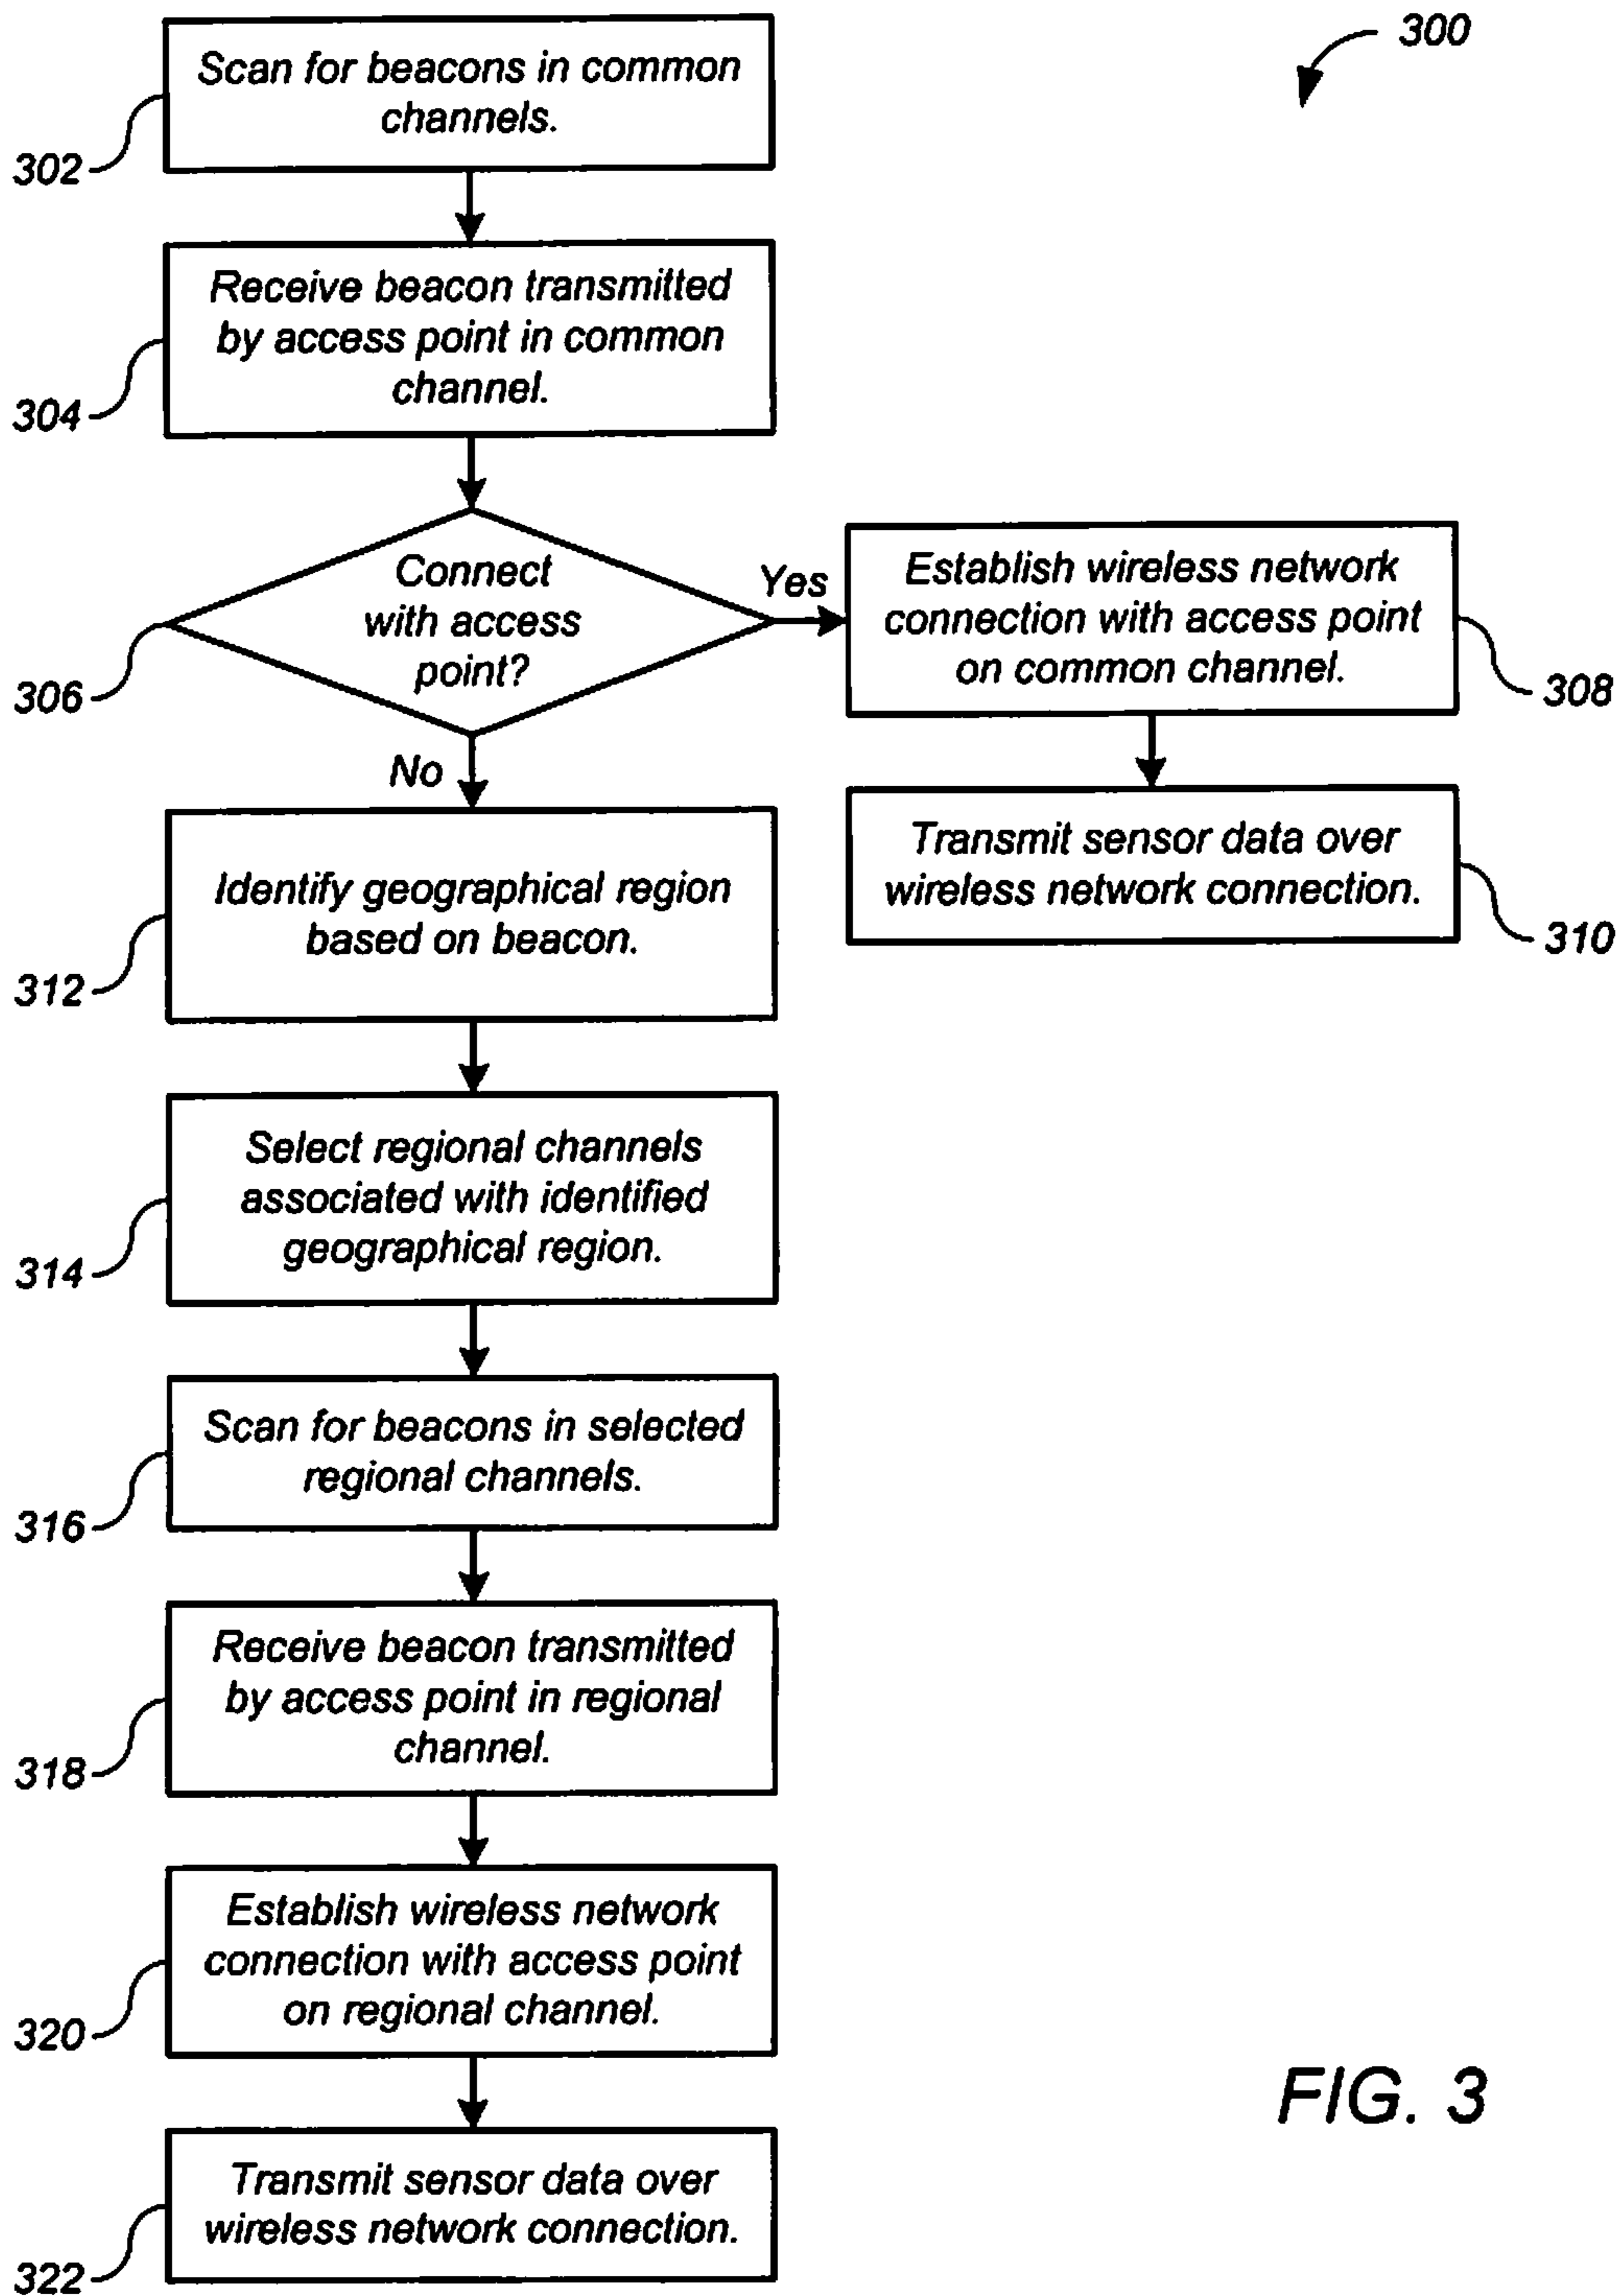 300
Scan for beacons in common
channels.
302
Receive beacon transmitted
by access point in common
channel.
304
Connect
with access
point?
306
Yes
Establish wireless network
connection with access point
on common channel.
308
Transmit sensor data over
wireless network connection.
310
No
Identify geographical region
based on beacon.
312
Select regional channels
associated with identified
geographical region.
314
Scan for beacons in selected
regional channels.
316
Receive beacon transmitted
by access point in regional
channel.
318
Establish wireless network
connection with access point
on regional channel.
320
Transmit sensor data over
wireless network connection.
322
FIG. 3